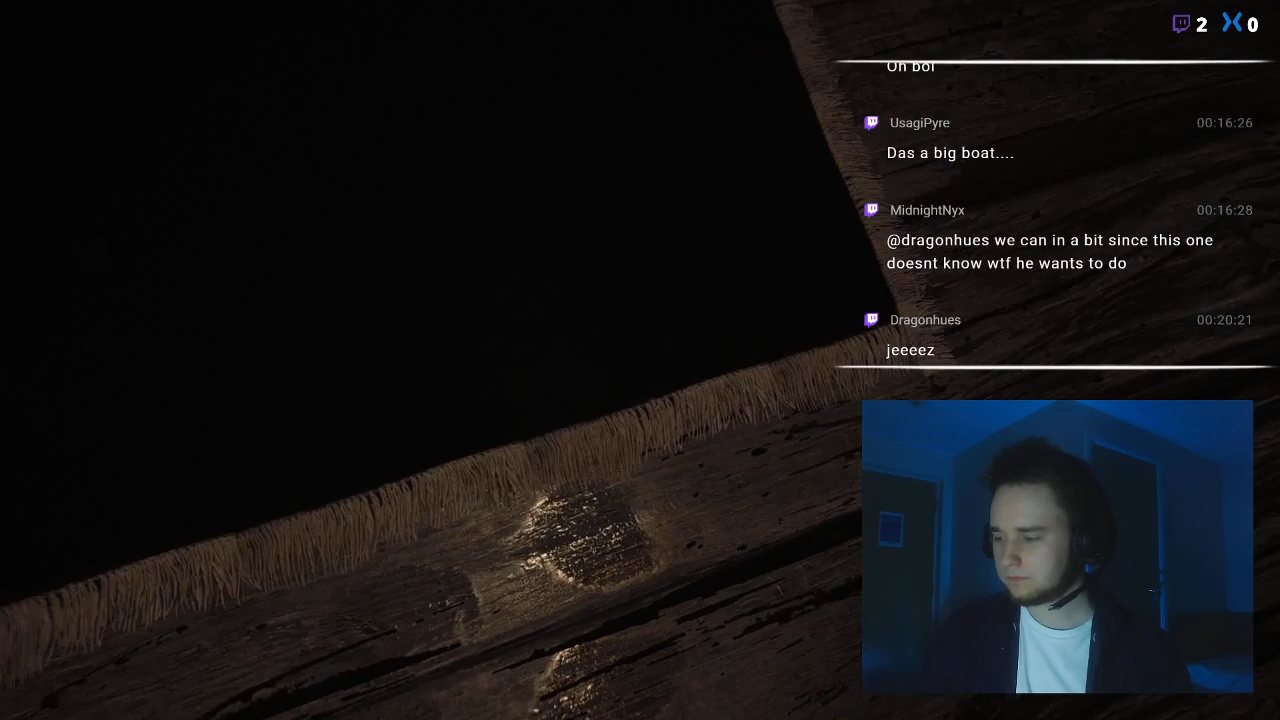 2 0
Oh boi
UsagiPyre 00:16:26
Das a big boat....
MidnightNyx 00:16:28
@dragonhues we can in a bit since this one
doesnt know wtf he wants to do
Dragonhues 00:20:21
jeeeez